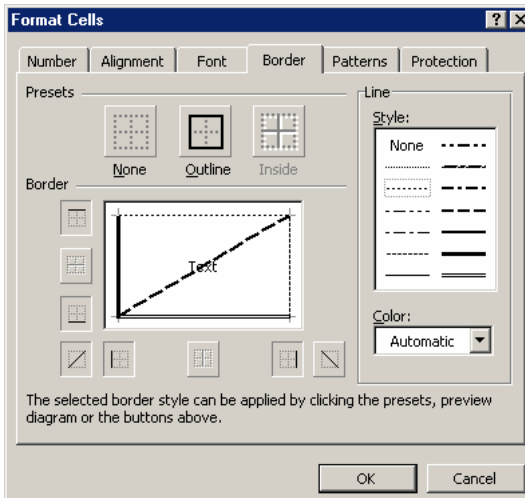 Format Cells
Number Alignment Font Border Patterns Protection
Presets
Line
Style:
None
None Outline Inside
Border
Text
Color:
Automatic
The selected border style can be applied by clicking the presets, preview
diagram or the buttons above.
OK Cancel